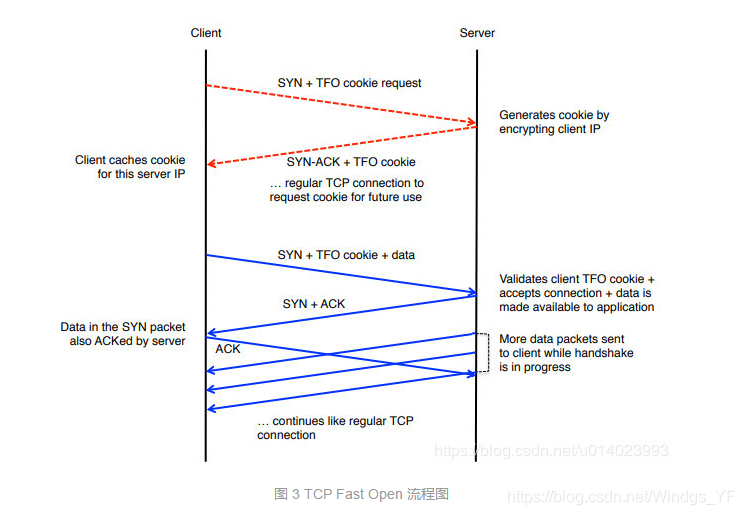 Client
Server
SYN + TFO cookie request
Generates cookie by
encrypting client IP
Client caches cookie
for this server IP
SYN-ACK + TFO cookie
… regular TCP connection to
request cookie for future use
SYN + TFO cookie + data
Validates client TFO cookie +
accepts connection + data is
made available to application
SYN + ACK
Data in the SYN packet
also ACKed by server
ACK
More data packets sent
to client while handshake
is in progress
… continues like regular TCP
connection
https://blog.csdn.net/u014023993
图 3 TCP Fast Open 流程图
https://blog.csdn.net/Windgs_YF